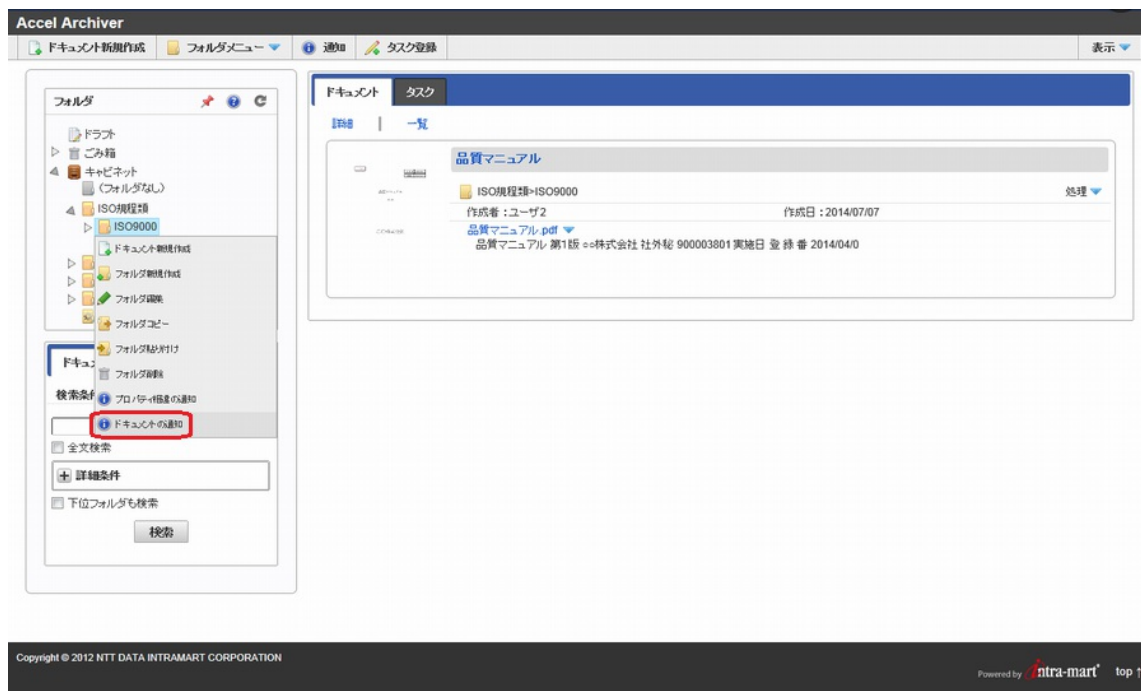 Accel Archiver
ドキュメント新規作成
フォルダメニュー
通知
タスク登録
表示
フォルダ
ドラフト
ごみ箱
キャビネット
(フォルダなし)
ISO規程類
ISO9000
ドキュメント新規作成
フォルダ新規作成
フォルダ編集
フォルダコピー
フォルダ貼り付け
フォルダ削除
プロパティ情報の通知
ドキュメントの通知
検索条件
全文検索
詳細条件
下位フォルダも検索
検索
ドキュメント
タスク
詳細 | 一覧
品質マニュアル
ISO規程類>ISO9000
処理
作成者：ユーザ2
作成日：2014/07/07
品質マニュアル.pdf
品質マニュアル 第1版 ○○株式会社 社外秘 900003801 実施日 登 録 番 2014/04/0
Copyright © 2012 NTT DATA INTRAMART CORPORATION
Powered by intra-mart
top ↑